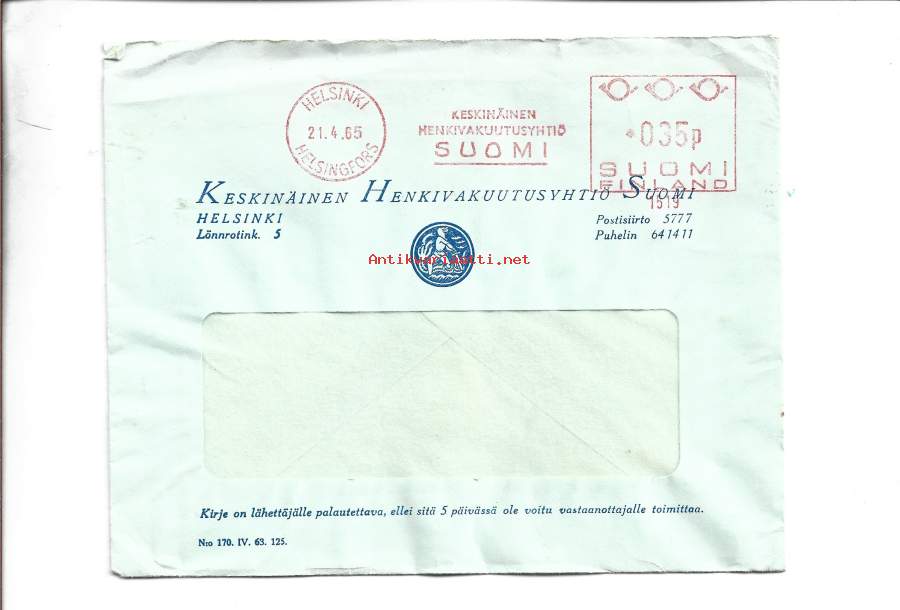 HELSINKI
21.4.65
HELSINGFORS
KESKINÄINEN
HENKIVAKUUTUSYHTIÖ
SUOMI
035p
SUOMI
FINLAND
1519
KESKINÄINEN HENKIVAKUUTUSYHTIÖ SUOMI
HELSINKI
Lönnrotink. 5
Postisiirto 5777
Puhelin 641411
Antikvariaatti.net
Kirje on lähettäjälle palautettava, ellei sitä 5 päivässä ole voitu vastaanottajalle toimittaa.
N:o 170. IV. 63. 125.